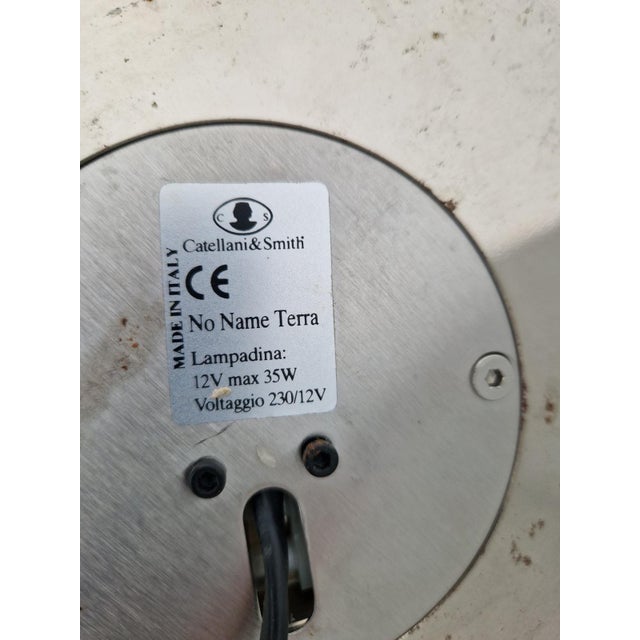 C S
Catellani&Smith
MADE IN ITALY
CE
No Name Terra
Lampadina:
12V max 35W
Voltaggio 230/12V